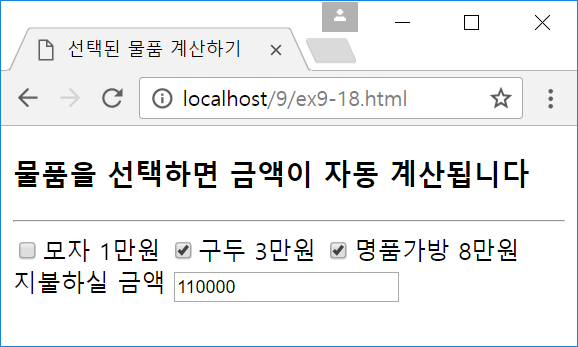 선택된 물품 계산하기
localhost/9/ex9-18.html
물품을 선택하면 금액이 자동 계산됩니다
모자 1만원 구두 3만원 명품가방 8만원
지불하실 금액 110000